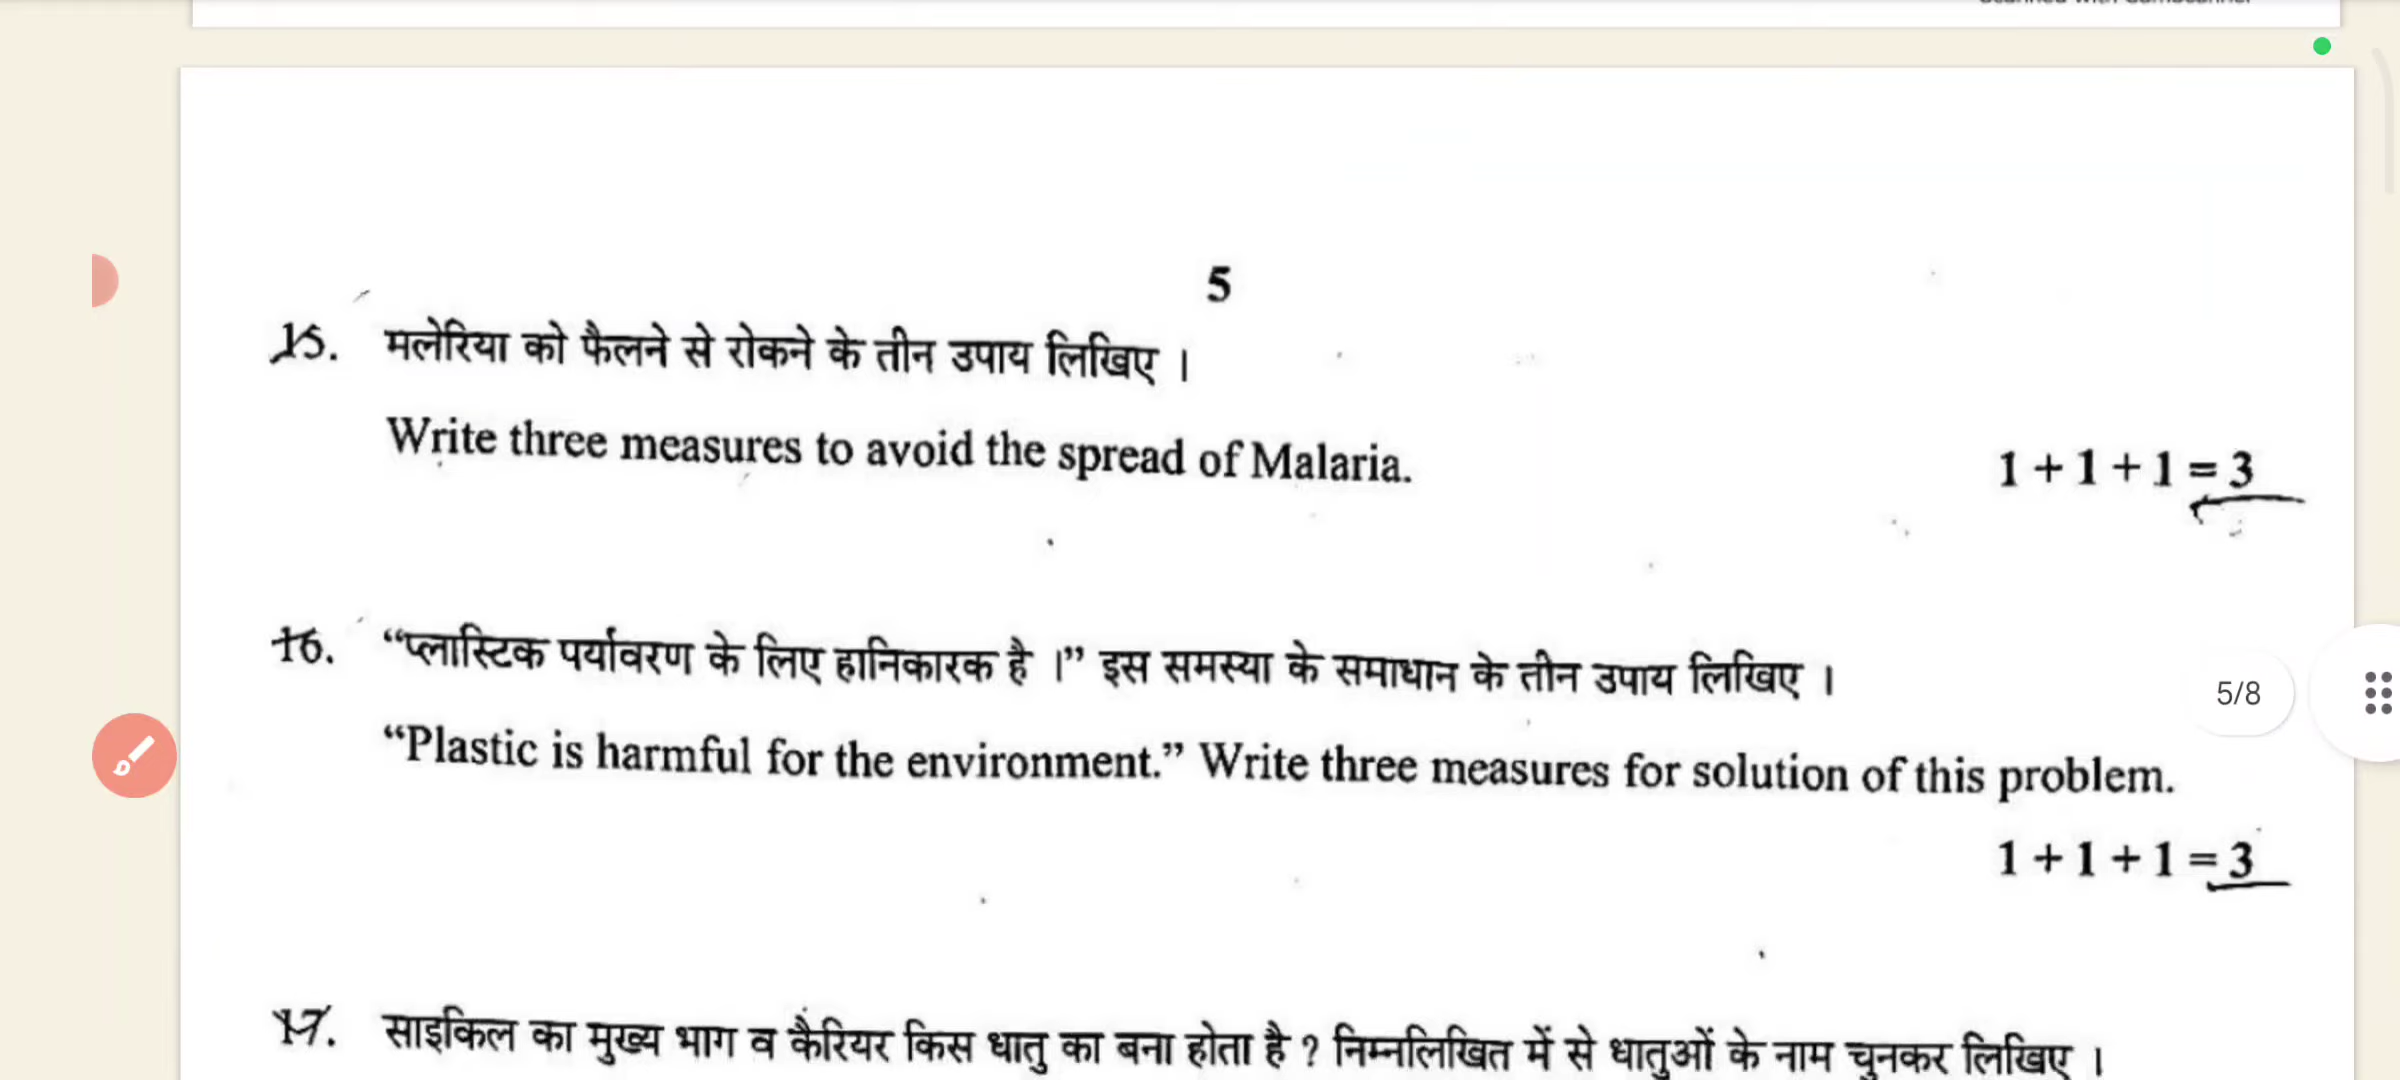 5
15. मलेरिया को फैलने से रोकने के तीन उपाय लिखिए ।
Write three measures to avoid the spread of Malaria.
1 + 1 + 1 = 3
16. “प्लास्टिक पर्यावरण के लिए हानिकारक है ।” इस समस्या के समाधान के तीन उपाय लिखिए ।
5/8
“Plastic is harmful for the environment.” Write three measures for solution of this problem.
1 + 1 + 1 = 3
17. साइकिल का मुख्य भाग व कैरियर किस धातु का बना होता है ? निम्नलिखित में से धातुओं के नाम चुनकर लिखिए ।